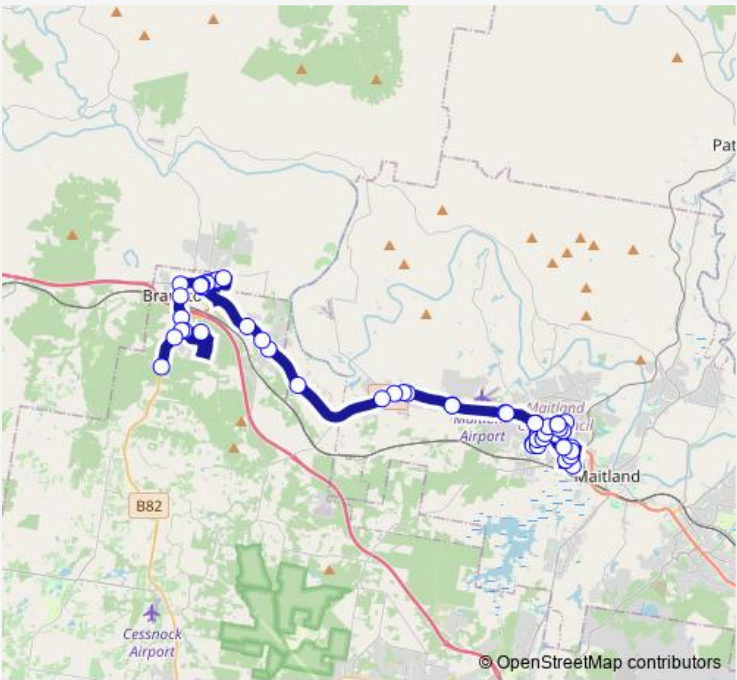 Pat
Bra
Maitland
Airport
Maitland
B82
Cessnock
Airport
© OpenStreetMap contributors